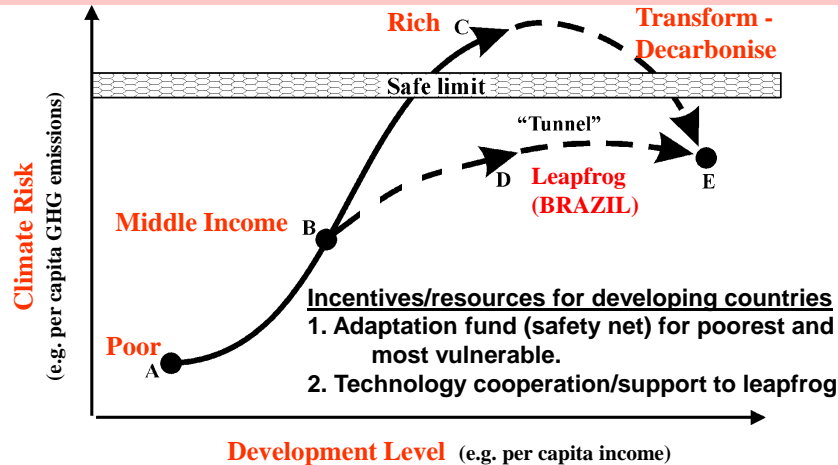 Rich
C
Transform -
Decarbonise
Safe limit
“Tunnel”
D
Leapfrog
(BRAZIL)
E
Climate Risk
(e.g. per capita GHG emissions)
Middle Income
B
Poor
A
Incentives/resources for developing countries
1. Adaptation fund (safety net) for poorest and
most vulnerable.
2. Technology cooperation/support to leapfrog
Development Level (e.g. per capita income)